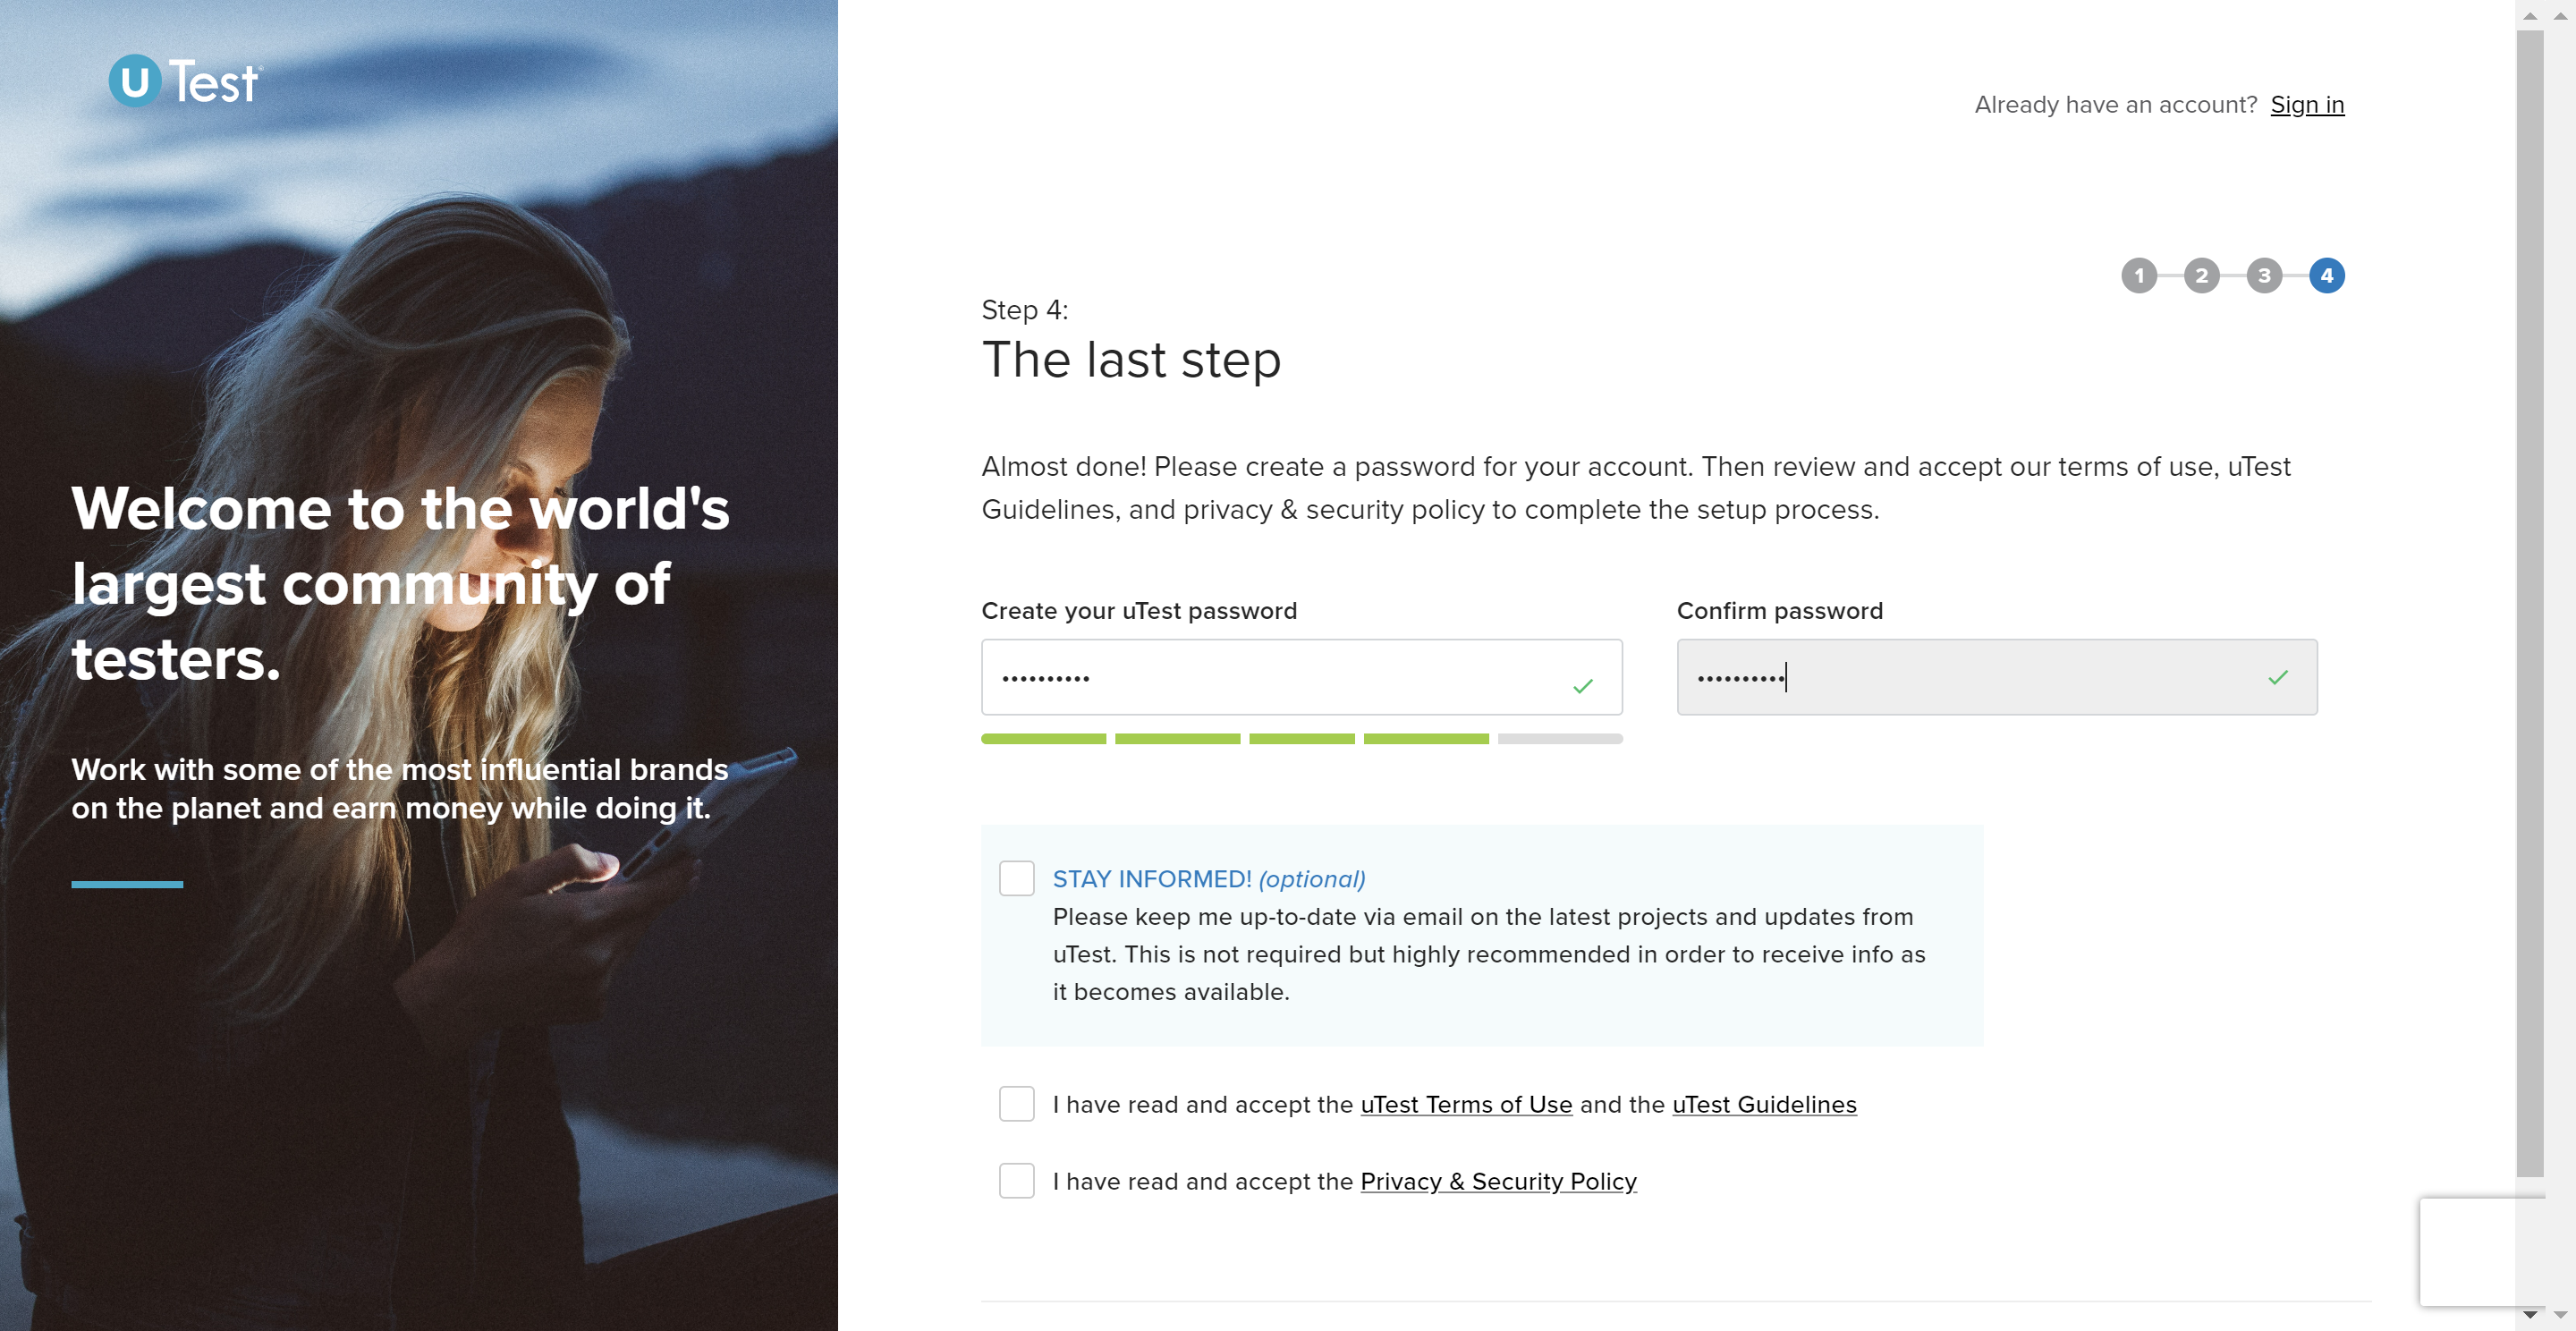 U Test
Welcome to the world's
largest community of
testers.
Work with some of the most influential brands
on the planet and earn money while doing it.
Already have an account? Sign in
1 2 3 4
Step 4:
The last step
Almost done! Please create a password for your account. Then review and accept our terms of use, uTest
Guidelines, and privacy & security policy to complete the setup process.
Create your uTest password
Confirm password
STAY INFORMED! (optional)
Please keep me up-to-date via email on the latest projects and updates from
uTest. This is not required but highly recommended in order to receive info as
it becomes available.
I have read and accept the uTest Terms of Use and the uTest Guidelines
I have read and accept the Privacy & Security Policy